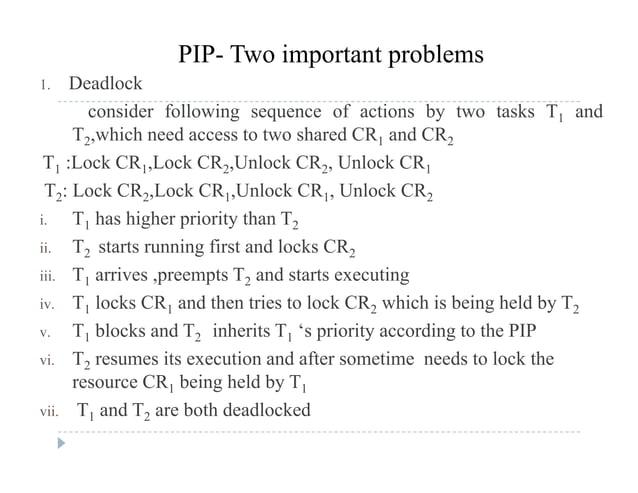 PIP- Two important problems
1. Deadlock
consider following sequence of actions by two tasks T1 and
T2,which need access to two shared CR1 and CR2
T1 :Lock CR1,Lock CR2,Unlock CR2, Unlock CR1
T2: Lock CR2,Lock CR1,Unlock CR1, Unlock CR2
i. T1 has higher priority than T2
ii. T2 starts running first and locks CR2
iii. T1 arrives ,preempts T2 and starts executing
iv. T1 locks CR1 and then tries to lock CR2 which is being held by T2
v. T1 blocks and T2 inherits T1 ‘s priority according to the PIP
vi. T2 resumes its execution and after sometime needs to lock the
resource CR1 being held by T1
vii. T1 and T2 are both deadlocked